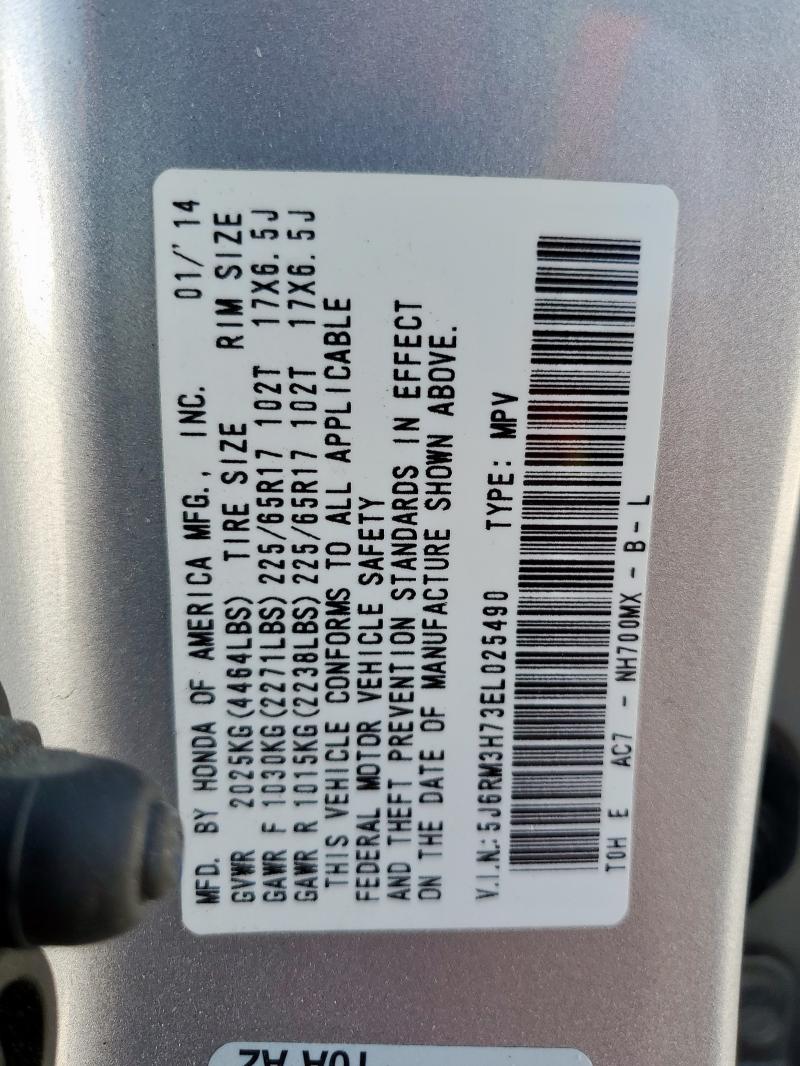 MFD. BY HONDA OF AMERICA MFG., INC. 01/'14
GVWR 2025KG(4464LBS) TIRE SIZE RIM SIZE
GAWR F 1030KG(2271LBS) 225/65R17 102T 17X6.5J
GAWR R 1015KG(2238LBS) 225/65R17 102T 17X6.5J
THIS VEHICLE CONFORMS TO ALL APPLICABLE
FEDERAL MOTOR VEHICLE SAFETY
AND THEFT PREVENTION STANDARDS IN EFFECT
ON THE DATE OF MANUFACTURE SHOWN ABOVE.
V.I.N.: 5J6RM3H73EL025490 TYPE: MPV
T0H E AC7 - NH700MX - B - L